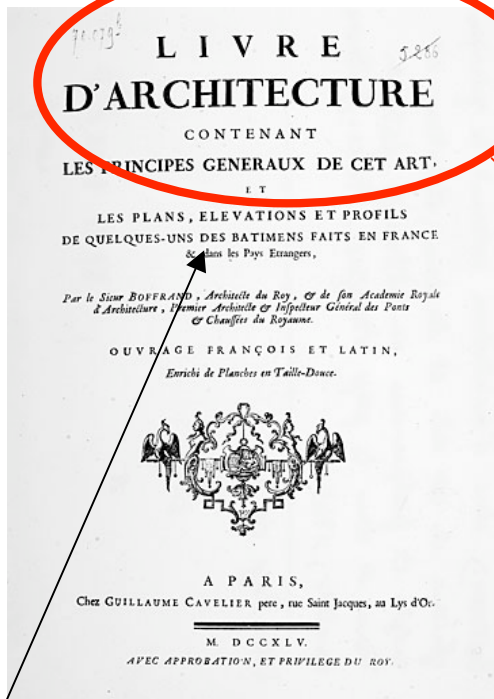 5286
LIVRE
D'ARCHITECTURE
CONTENANT
LES PRINCIPES GENERAUX DE CET ART,
ET
LES PLANS, ELEVATIONS ET PROFILS
DE QUELQUES-UNS DES BATIMENS FAITS EN FRANCE
& dans les Pays Etrangers,
Par le Sieur BOFFRAND, Architecte du Roy, & de ſon Academie Royale
d'Architecture, Premier Architecte & Inſpecteur Général des Ponts
& Chauſſées du Royaume.
OUVRAGE FRANÇOIS ET LATIN,
Enrichi de Planches en Taille-Douce.
A PARIS,
Chez GUILLAUME CAVELIER pere, rue Saint Jacques, au Lys d'Or.
M. DCCXLV.
AVEC APPROBATION, ET PRIVILEGE DU ROY.